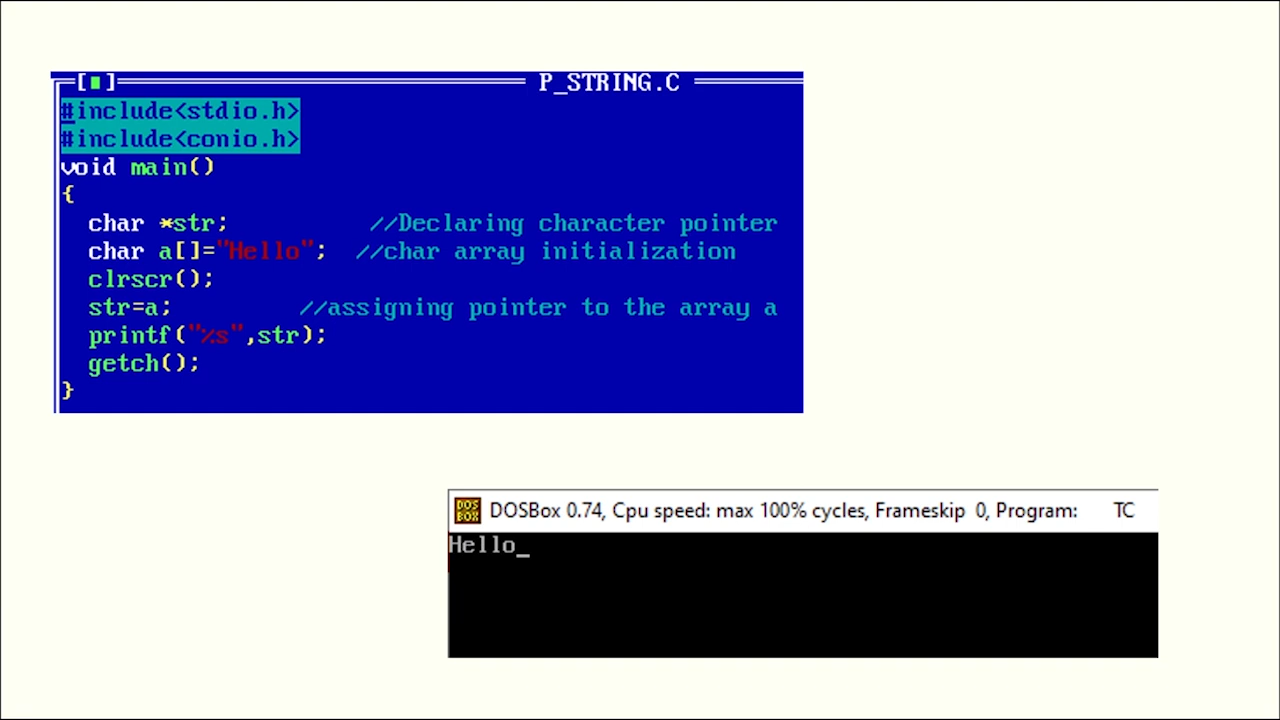 [■] P_STRING.C
#include<stdio.h>
#include<conio.h>
void main()
{
  char *str;          //Declaring character pointer
  char a[]="Hello";  //char array initialization
  clrscr();
  str=a;         //assigning pointer to the array a
  printf("%s",str);
  getch();
}
DOS BOX DOSBox 0.74, Cpu speed: max 100% cycles, Frameskip 0, Program: TC
Hello_